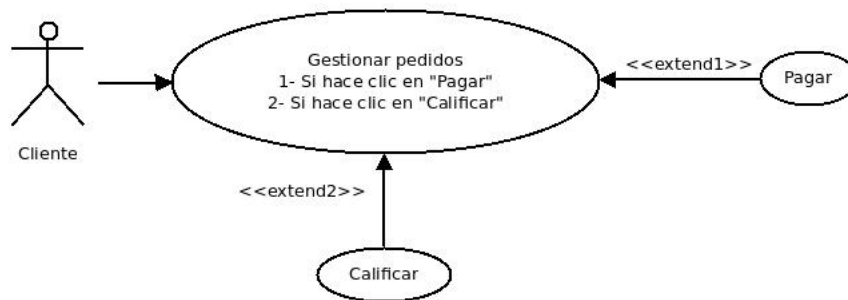 Gestionar pedidos
1- Si hace clic en "Pagar"
2- Si hace clic en "Calificar"
<<extend1>>
Pagar
Cliente
<<extend2>>
Calificar